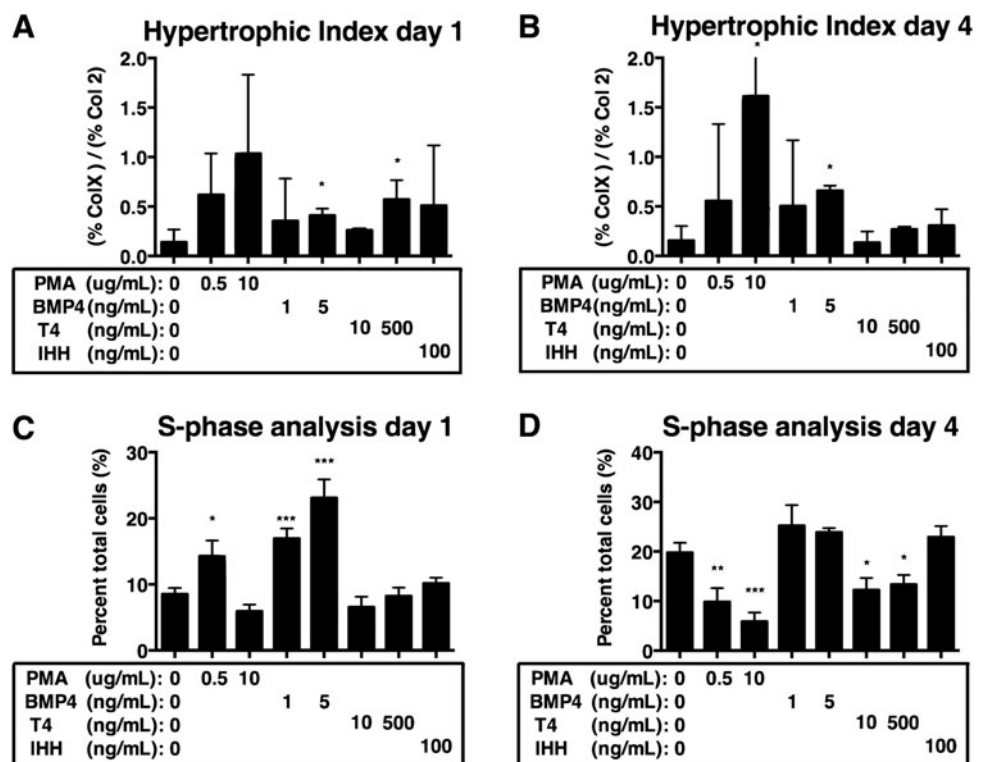 A Hypertrophic Index day 1
(% ColX ) / (% Col 2)
2.0
1.5
1.0
0.5
0.0
* *
PMA (ug/mL): 0 0.5 10
BMP4(ng/mL): 0 1 5
T4 (ng/mL): 0 10 500
IHH (ng/mL): 0 100
B Hypertrophic Index day 4
(% ColX ) / (% Col 2)
2.0
1.5
1.0
0.5
0.0
* *
PMA (ug/mL): 0 0.5 10
BMP4(ng/mL): 0 1 5
T4 (ng/mL): 0 10 500
IHH (ng/mL): 0 100
C S-phase analysis day 1
Percent total cells (%)
30
20
10
0
* *** ***
PMA (ug/mL): 0 0.5 10
BMP4 (ng/mL): 0 1 5
T4 (ng/mL): 0 10 500
IHH (ng/mL): 0 100
D S-phase analysis day 4
Percent total cells (%)
40
30
20
10
0
** *** * *
PMA (ug/mL): 0 0.5 10
BMP4 (ng/mL): 0 1 5
T4 (ng/mL): 0 10 500
IHH (ng/mL): 0 100